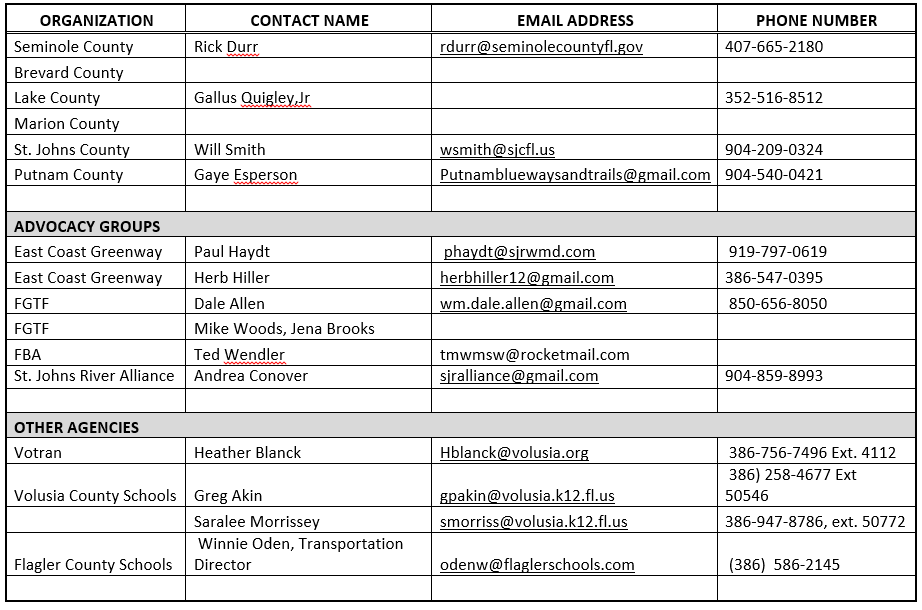 ORGANIZATION CONTACT NAME EMAIL ADDRESS PHONE NUMBER
Seminole County Rick Durr rdurr@seminolecountyfl.gov 407-665-2180
Brevard County
Lake County Gallus Quigley,Jr 352-516-8512
Marion County
St. Johns County Will Smith wsmith@sjcfl.us 904-209-0324
Putnam County Gaye Esperson Putnambluewaysandtrails@gmail.com 904-540-0421
ADVOCACY GROUPS
East Coast Greenway Paul Haydt phaydt@sjrwmd.com 919-797-0619
East Coast Greenway Herb Hiller herbhiller12@gmail.com 386-547-0395
FGTF Dale Allen wm.dale.allen@gmail.com 850-656-8050
FGTF Mike Woods, Jena Brooks
FBA Ted Wendler tmwmsw@rocketmail.com
St. Johns River Alliance Andrea Conover sjralliance@gmail.com 904-859-8993
OTHER AGENCIES
Votran Heather Blanck Hblanck@volusia.org 386-756-7496 Ext. 4112
386) 258-4677 Ext
Volusia County Schools Greg Akin gpakin@volusia.k12.fl.us 50546
Saralee Morrissey smorriss@volusia.k12.fl.us 386-947-8786, ext. 50772
Winnie Oden, Transportation
Flagler County Schools Director odenw@flaglerschools.com (386) 586-2145